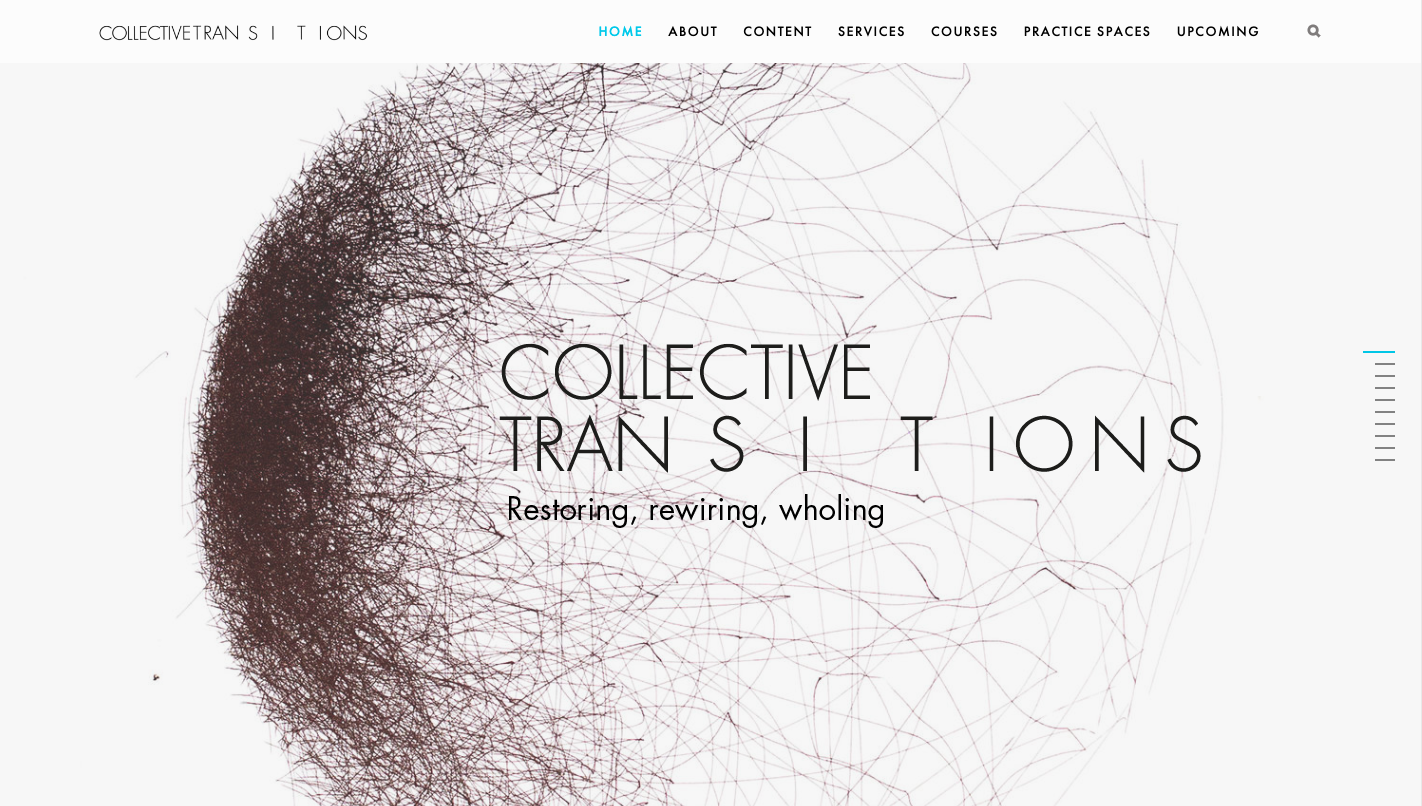 COLLECTIVETRAN S I T IONS
HOME ABOUT CONTENT SERVICES COURSES PRACTICE SPACES UPCOMING
COLLECTIVE
TRAN S I T IONS
Restoring, rewiring, wholing